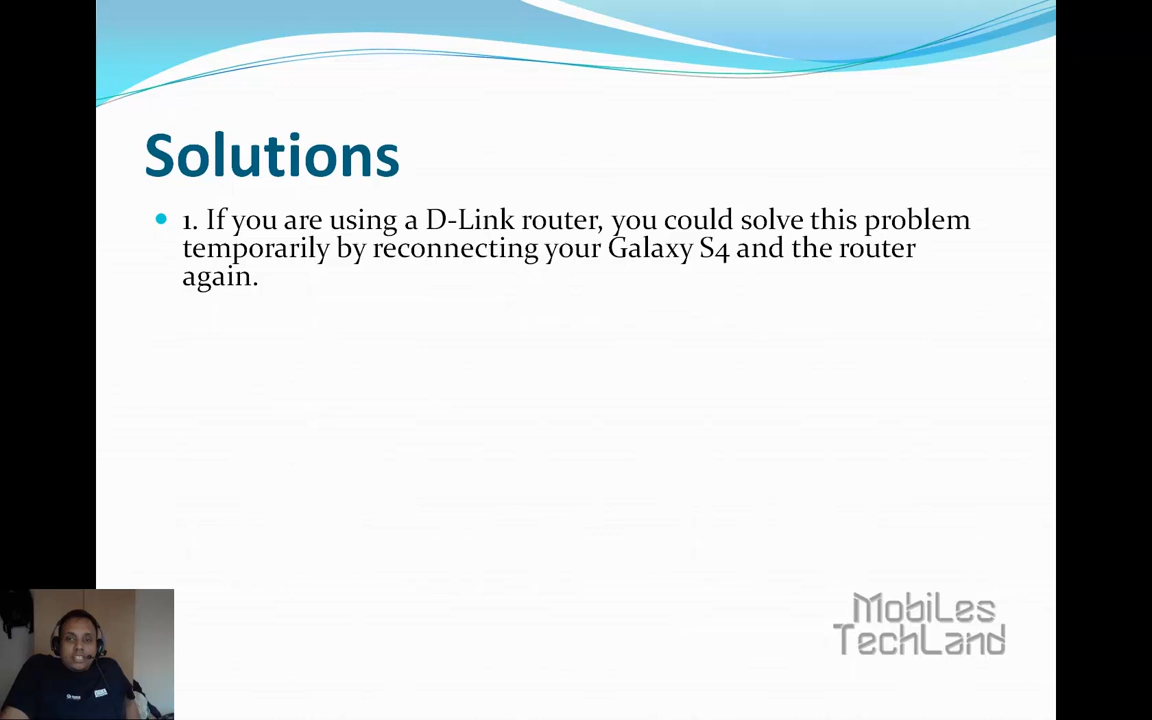 Solutions
1. If you are using a D-Link router, you could solve this problem
temporarily by reconnecting your Galaxy S4 and the router
again.
MobiLes
TechLand